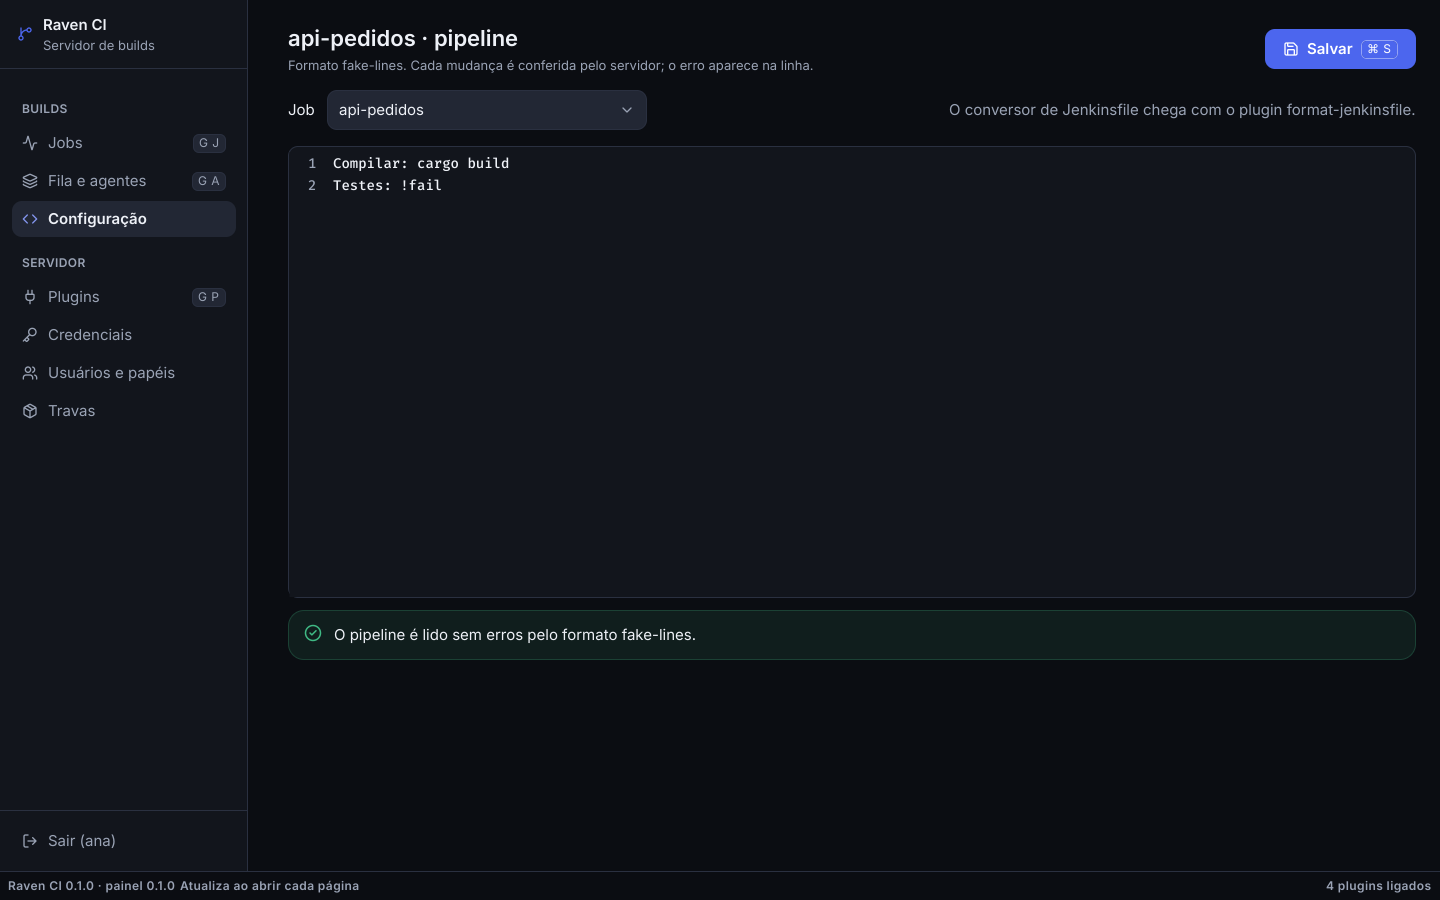 Raven CI
Servidor de builds
BUILDS
Jobs G J
Fila e agentes G A
Configuração
SERVIDOR
Plugins G P
Credenciais
Usuários e papéis
Travas
Sair (ana)
api-pedidos · pipeline
Formato fake-lines. Cada mudança é conferida pelo servidor; o erro aparece na linha.
Salvar ⌘ S
Job api-pedidos
O conversor de Jenkinsfile chega com o plugin format-jenkinsfile.
1 Compilar: cargo build
2 Testes: !fail
O pipeline é lido sem erros pelo formato fake-lines.
Raven CI 0.1.0 · painel 0.1.0 Atualiza ao abrir cada página
4 plugins ligados